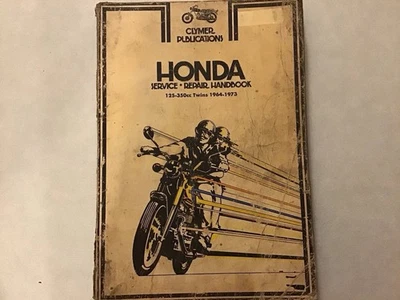 CLYMER
PUBLICATIONS
HONDA
SERVICE • REPAIR HANDBOOK
125-350cc Twins 1964-1973